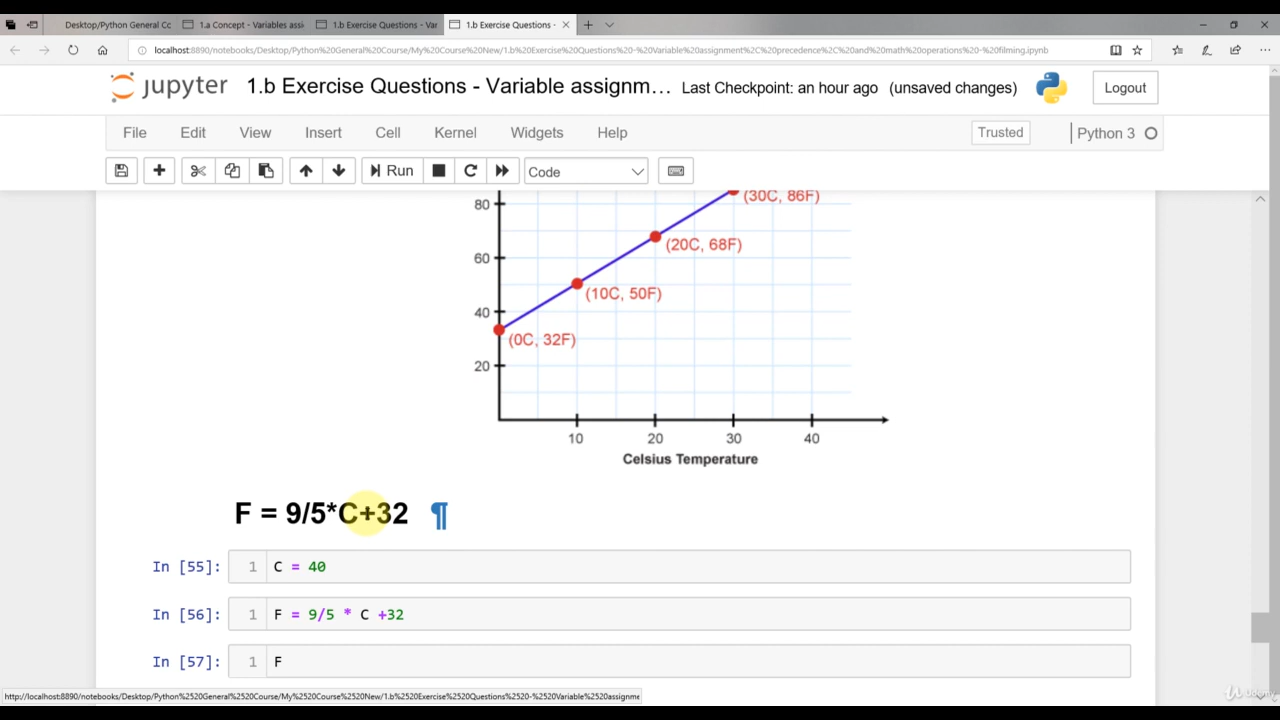 Desktop/Python General Cc
1.a Concept - Variables assi
1.b Exercise Questions - Var
1.b Exercise Questions -
localhost:8890/notebooks/Desktop/Python%20General%20Course/My%20Course%20New/1.b%20Exercise%20Questions%20-%20Variable%20assignment%2C%20precedence%2C%20and%20math%20operations%20-%20filming.ipynb
jupyter 1.b Exercise Questions - Variable assignm... Last Checkpoint: an hour ago (unsaved changes) Logout
File Edit View Insert Cell Kernel Widgets Help Trusted Python 3
Run Code
80 (30C, 86F)
(20C, 68F)
60
(10C, 50F)
40
(0C, 32F)
20
10 20 30 40
Celsius Temperature
F = 9/5*C+32 ¶
In [55]: 1 C = 40
In [56]: 1 F = 9/5 * C +32
In [57]: 1 F
http://localhost:8890/notebooks/Desktop/Python%2520General%2520Course/My%2520Course%2520New/1.b%2520Exercise%2520Questions%2520-%2520Variable%2520assignme
Udemy